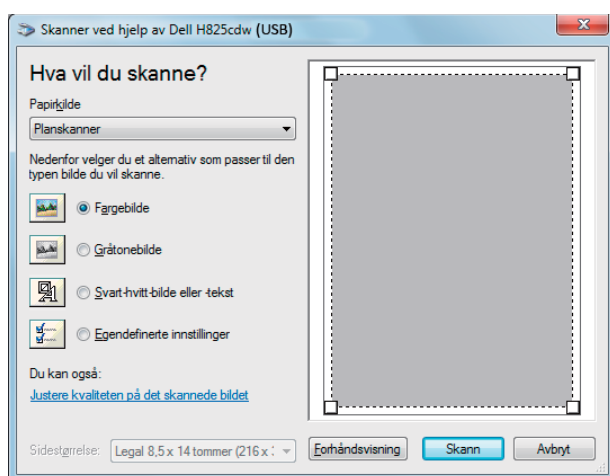 Skanner ved hjelp av Dell H825cdw (USB)
Hva vil du skanne?
Papirkilde
Planskanner
Nedenfor velger du et alternativ som passer til den
typen bilde du vil skanne.
Fargebilde
Gråtonebilde
Svart-hvitt-bilde eller -tekst
Egendefinerte innstillinger
Du kan også:
Justere kvaliteten på det skannede bildet
Sidestørrelse:
Legal 8,5 x 14 tommer (216 x
Forhåndsvisning
Skann
Avbryt